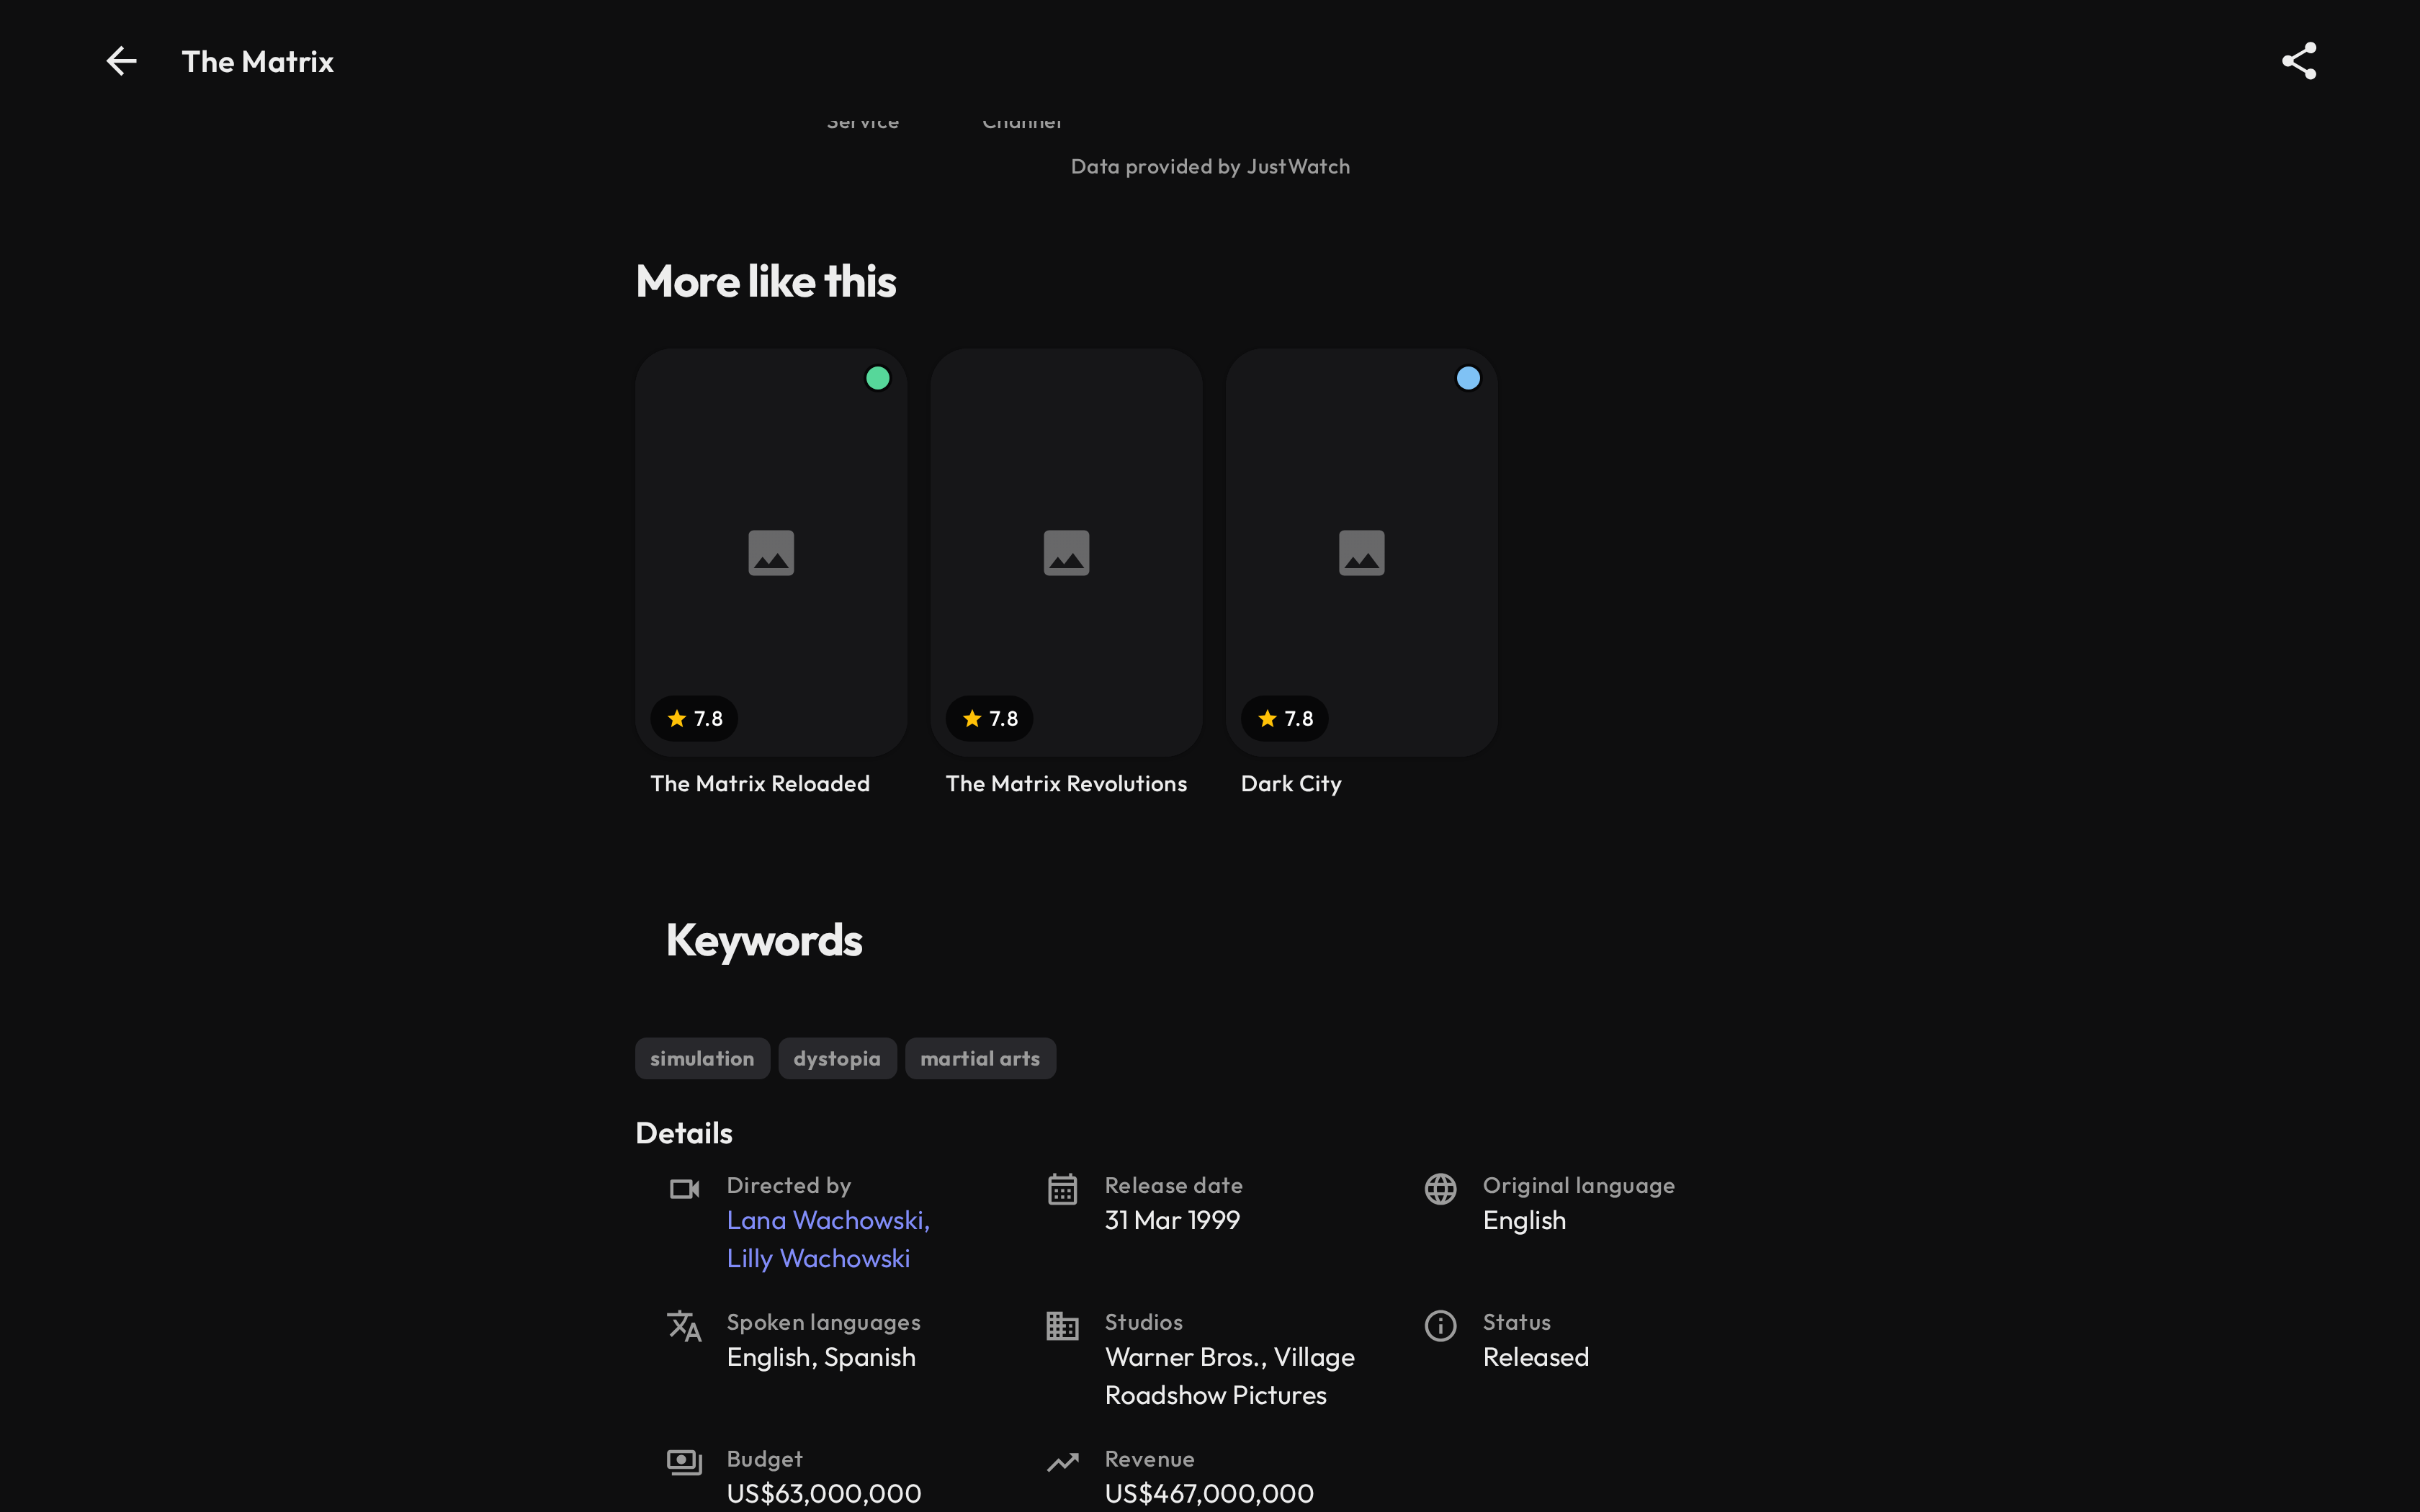 The Matrix
Service Channel
Data provided by JustWatch
More like this
7.8 7.8 7.8
The Matrix Reloaded The Matrix Revolutions Dark City
Keywords
simulation dystopia martial arts
Details
Directed by
Lana Wachowski,
Lilly Wachowski
Release date
31 Mar 1999
Original language
English
Spoken languages
English, Spanish
Studios
Warner Bros., Village
Roadshow Pictures
Status
Released
Budget
US$63,000,000
Revenue
US$467,000,000